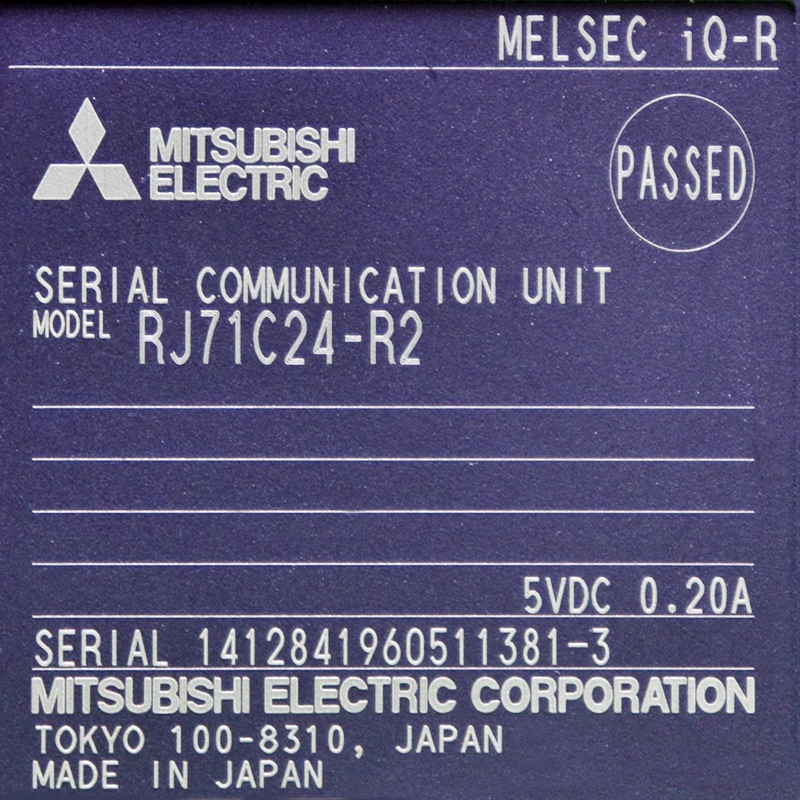 MELSEC iQ-R
MITSUBISHI
ELECTRIC
PASSED
SERIAL COMMUNICATION UNIT
MODEL RJ71C24-R2
5VDC 0.20A
SERIAL 1412841960511381-3
MITSUBISHI ELECTRIC CORPORATION
TOKYO 100-8310, JAPAN
MADE IN JAPAN